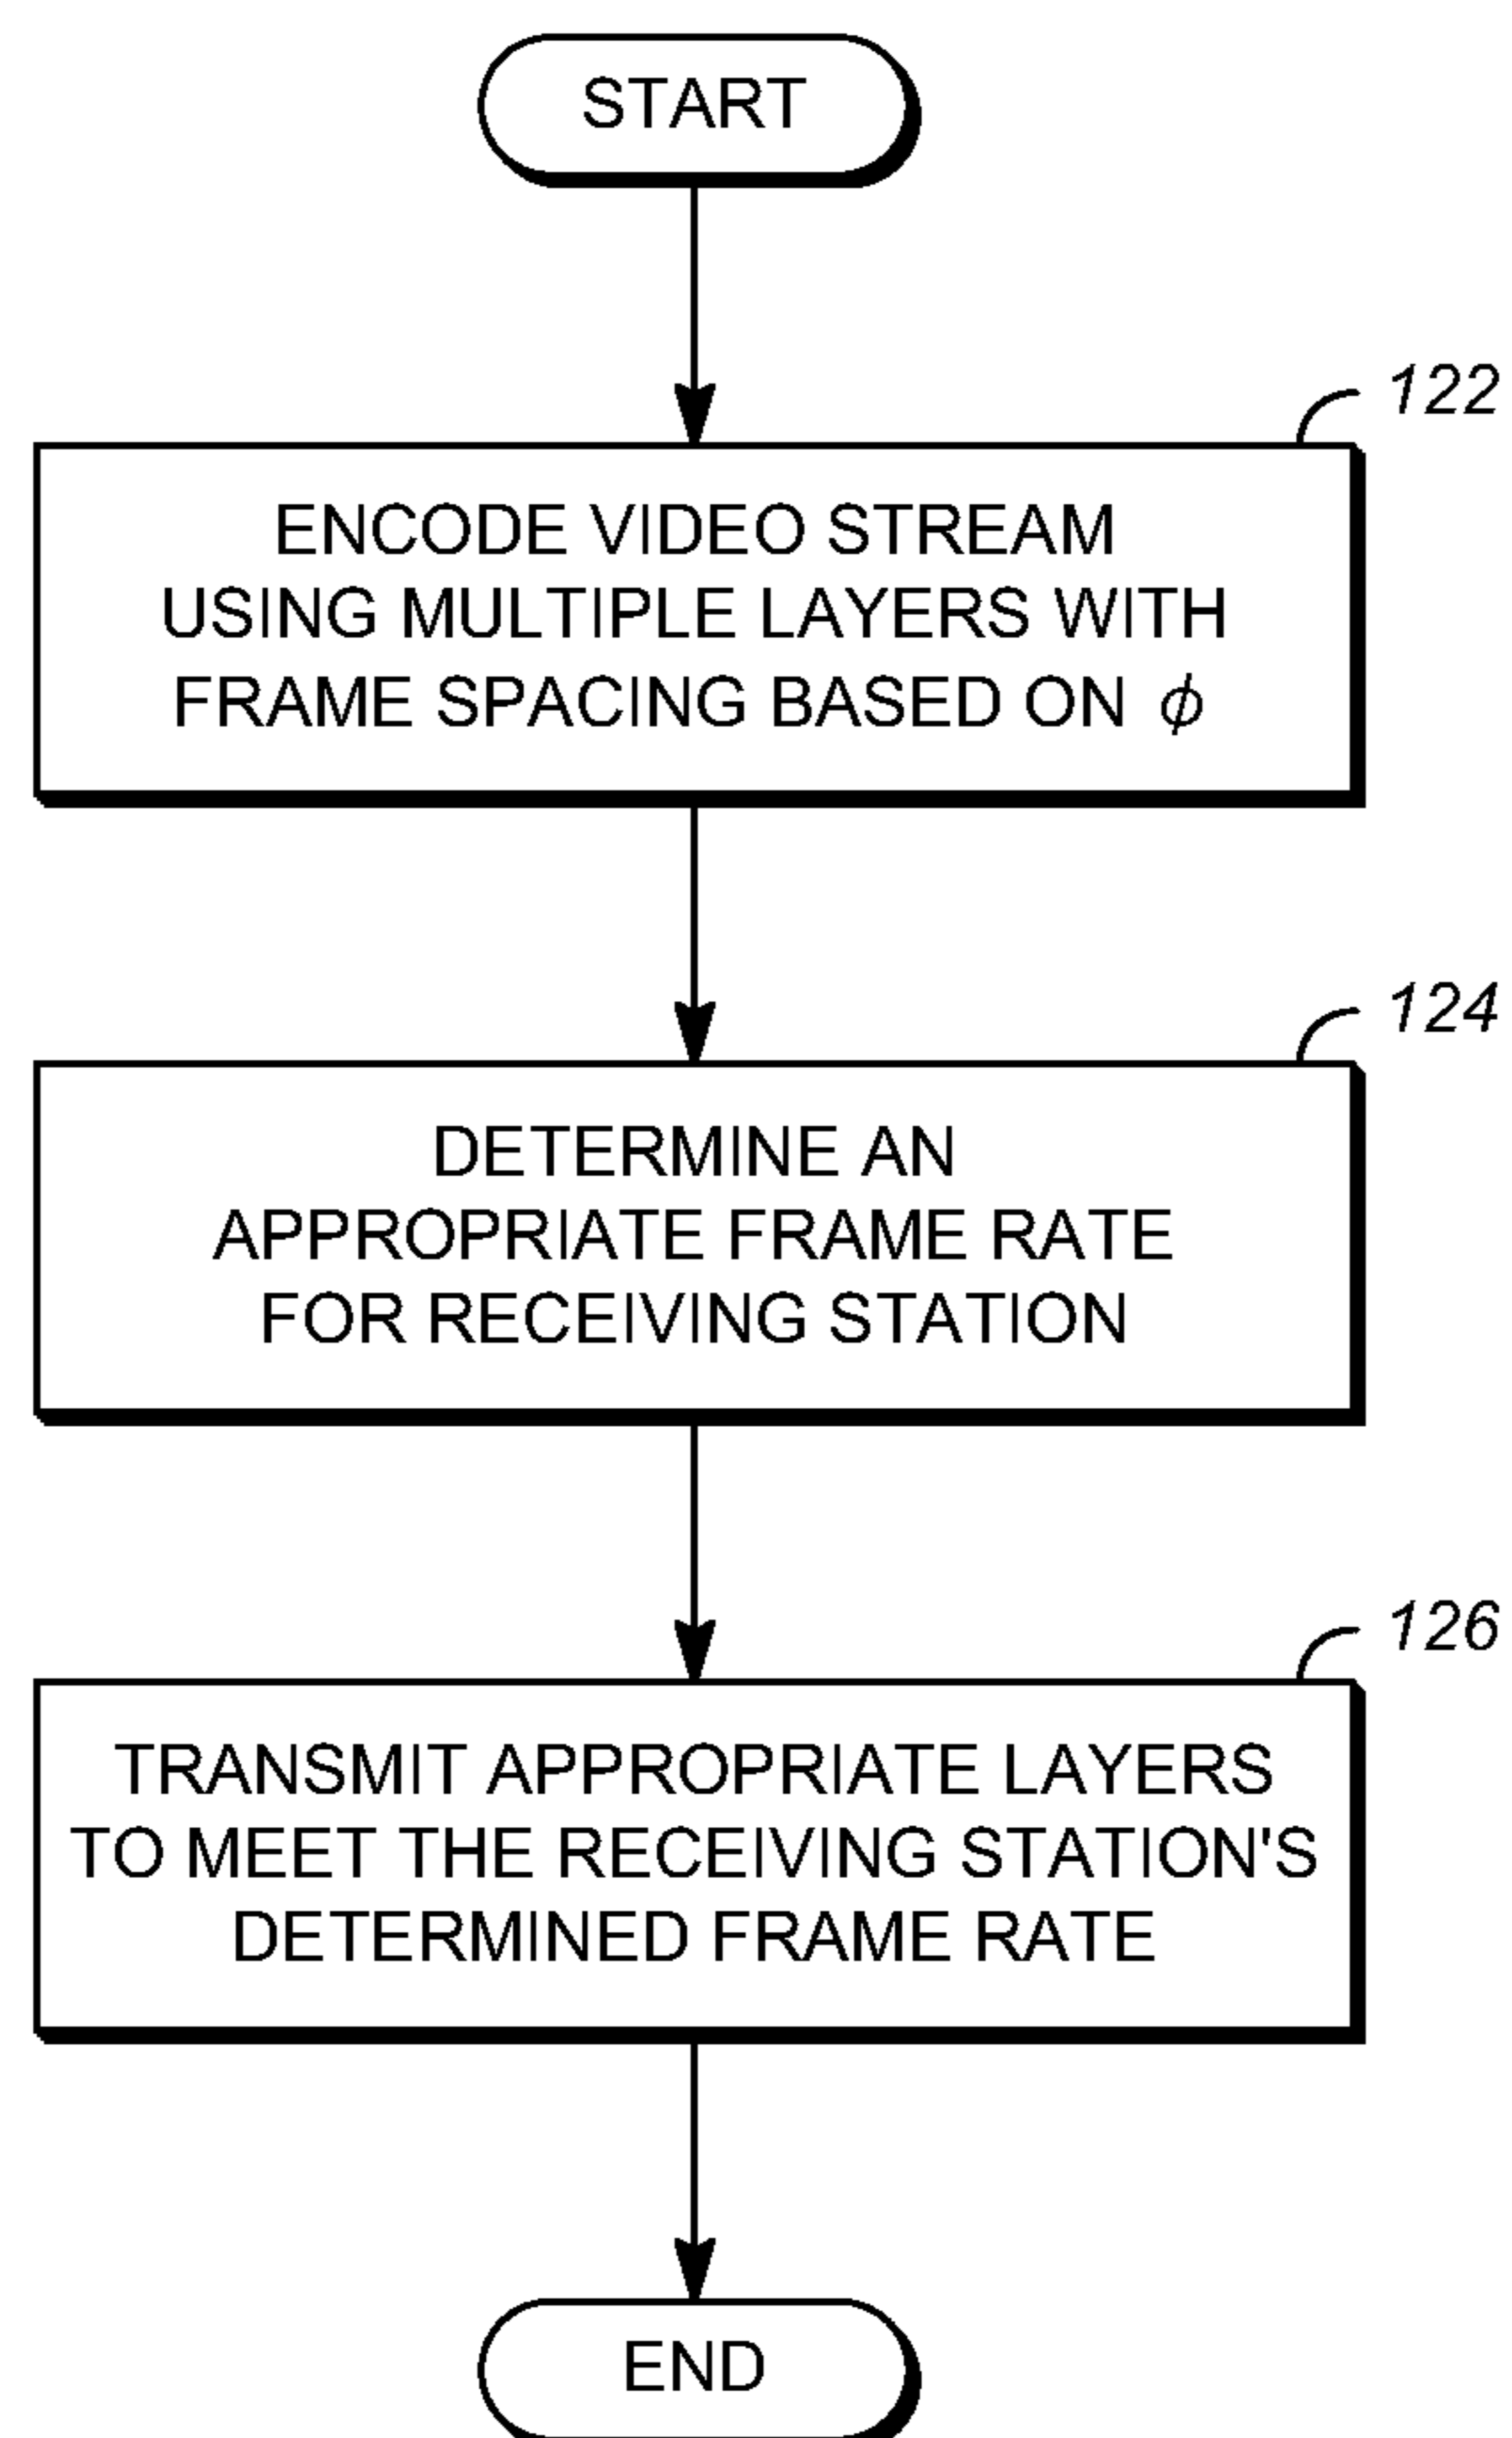 START
122
ENCODE VIDEO STREAM
USING MULTIPLE LAYERS WITH
FRAME SPACING BASED ON ϕ
124
DETERMINE AN
APPROPRIATE FRAME RATE
FOR RECEIVING STATION
126
TRANSMIT APPROPRIATE LAYERS
TO MEET THE RECEIVING STATION'S
DETERMINED FRAME RATE
END